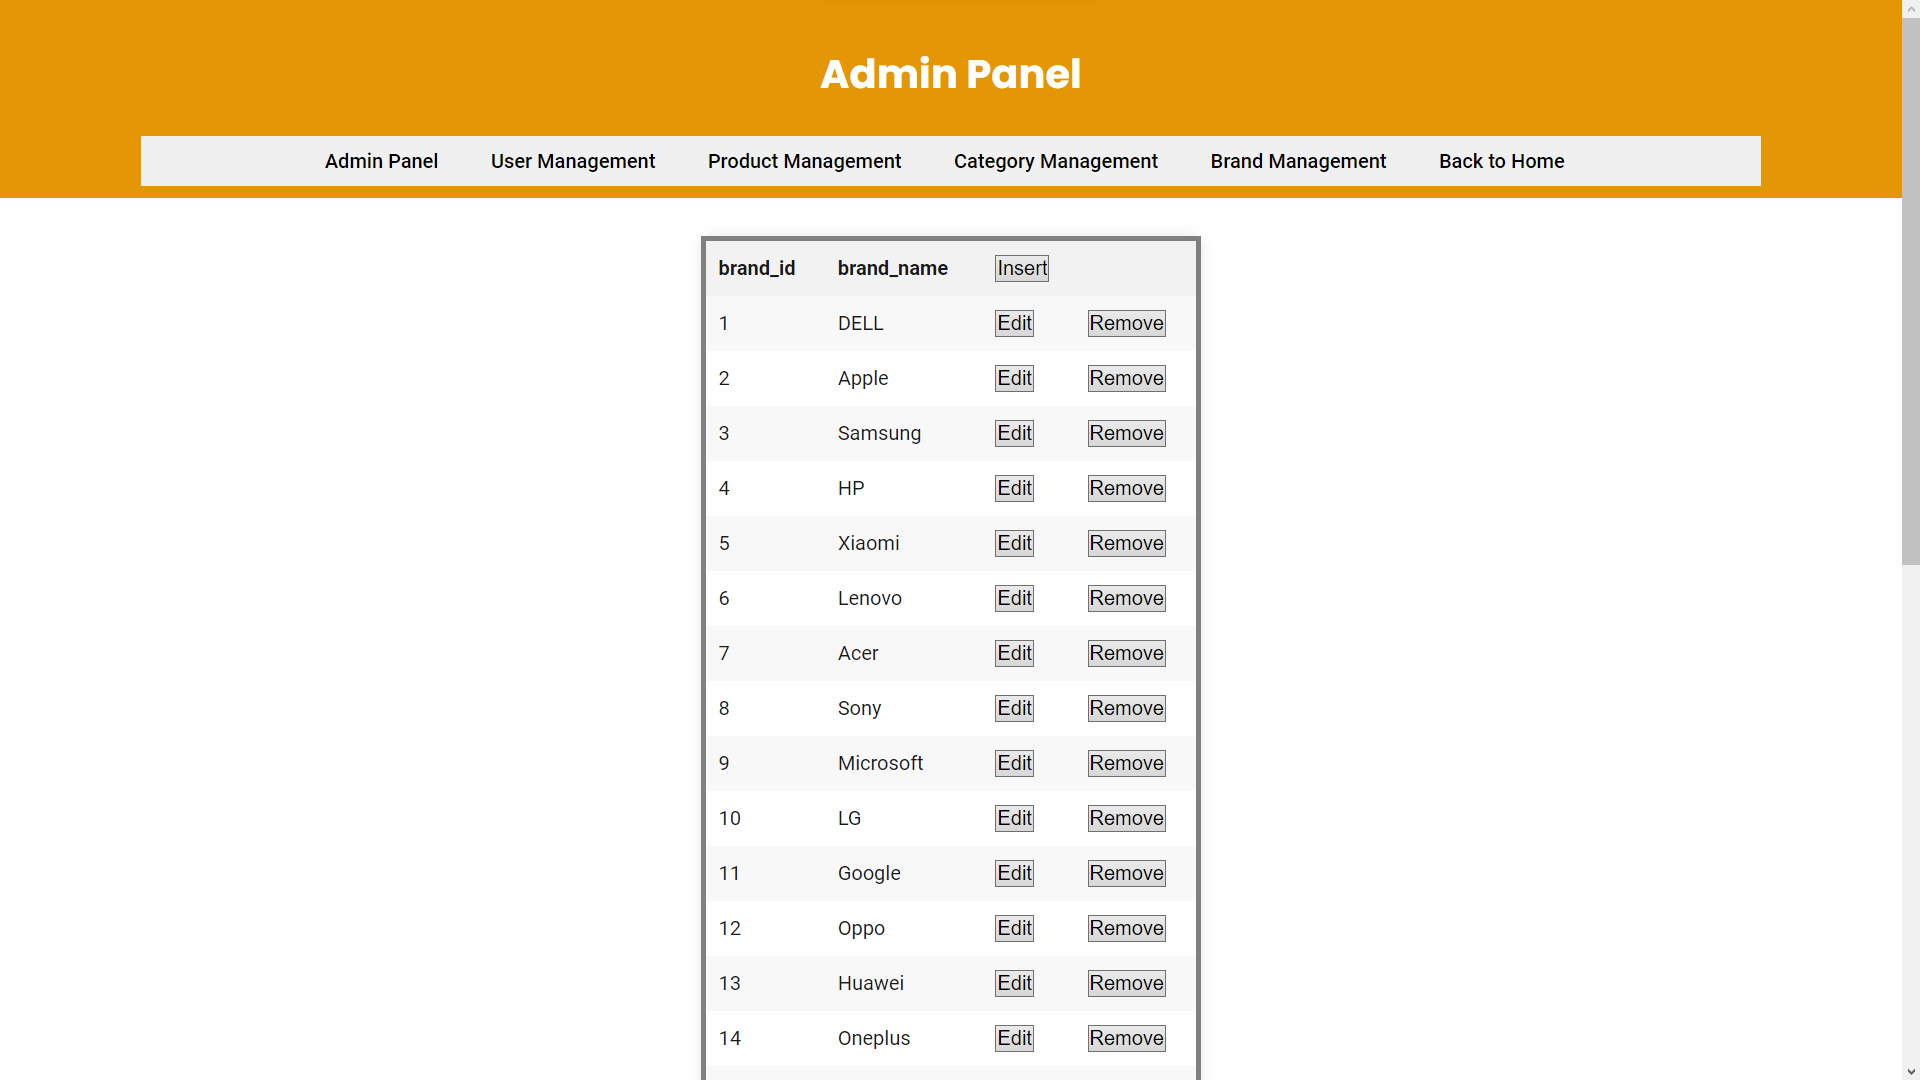 Admin Panel
Admin Panel User Management Product Management Category Management Brand Management Back to Home
brand_id brand_name Insert
1 DELL Edit Remove
2 Apple Edit Remove
3 Samsung Edit Remove
4 HP Edit Remove
5 Xiaomi Edit Remove
6 Lenovo Edit Remove
7 Acer Edit Remove
8 Sony Edit Remove
9 Microsoft Edit Remove
10 LG Edit Remove
11 Google Edit Remove
12 Oppo Edit Remove
13 Huawei Edit Remove
14 Oneplus Edit Remove